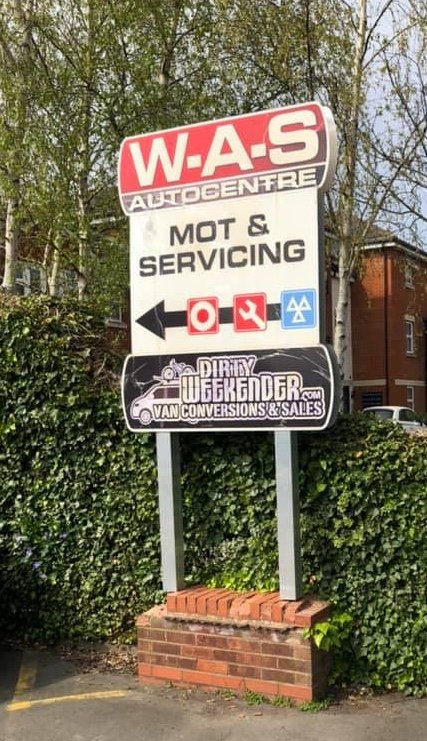 W-A-S
AUTOCENTRE
MOT &
SERVICING
DIRTY
WEEKENDER.COM
VAN CONVERSIONS & SALES